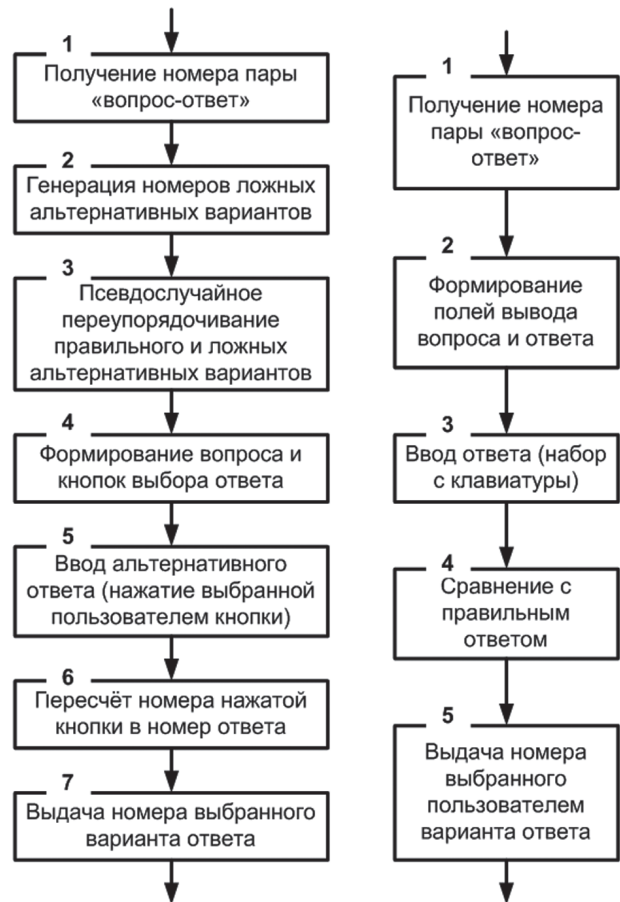 1
Получение номера пары
«вопрос-ответ»
2
Генерация номеров ложных
альтернативных вариантов
3
Псевдослучайное
переупорядочивание
правильного и ложных
альтернативных вариантов
4
Формирование вопроса и
кнопок выбора ответа
5
Ввод альтернативного
ответа (нажатие выбранной
пользователем кнопки)
6
Пересчёт номера нажатой
кнопки в номер ответа
7
Выдача номера выбранного
варианта ответа
1
Получение номера
пары «вопрос-
ответ»
2
Формирование
полей вывода
вопроса и ответа
3
Ввод ответа (набор
с клавиатуры)
4
Сравнение с
правильным
ответом
5
Выдача номера
выбранного
пользователем
варианта ответа